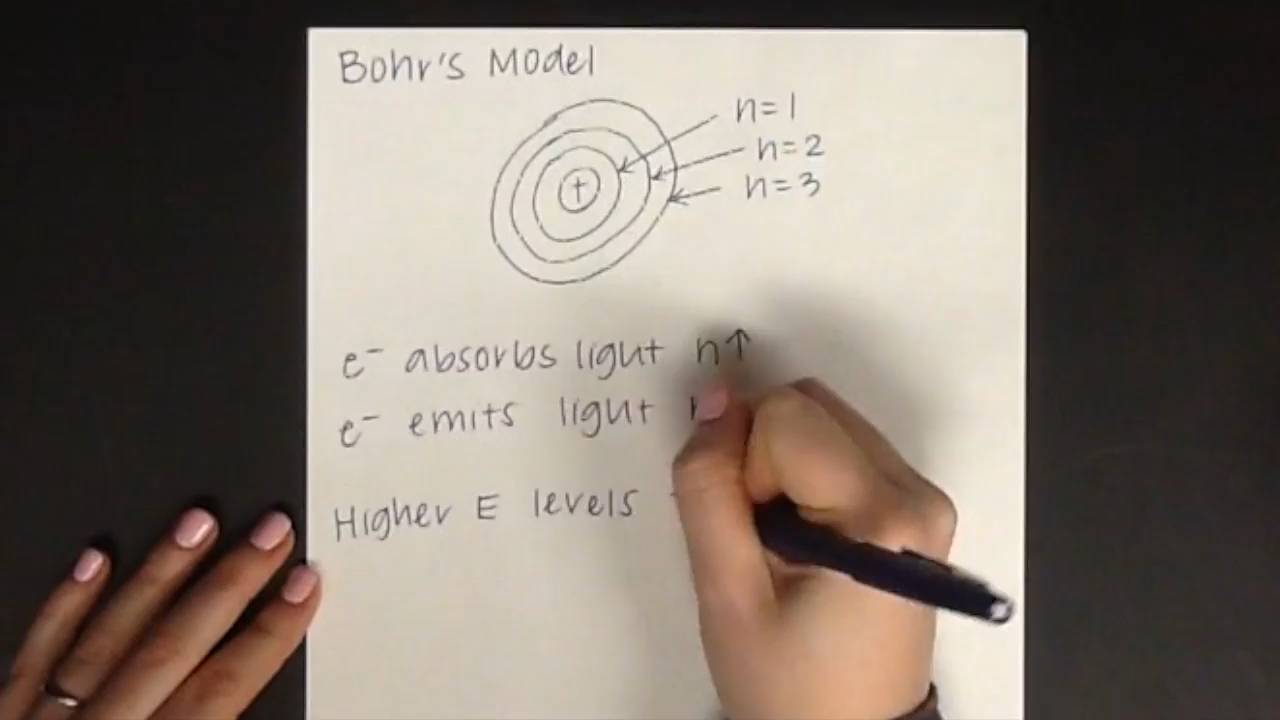 Bohr's Model
n=1
n=2
n=3
+
e⁻ absorbs light n↑
e⁻ emits light
Higher E levels